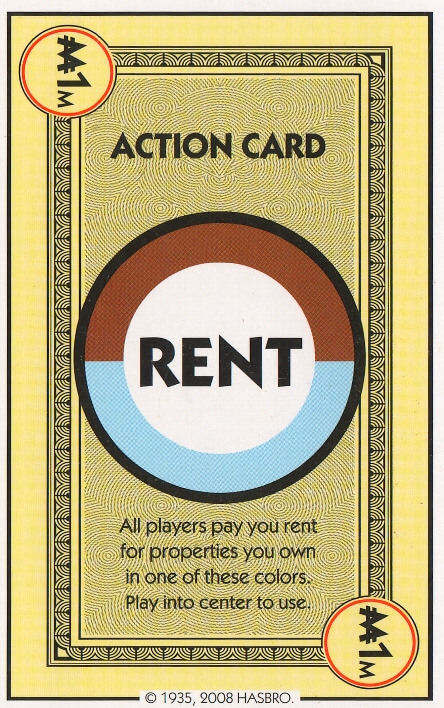 ₩1M
ACTION CARD
RENT
All players pay you rent
for properties you own
in one of these colors.
Play into center to use.
₩1M
© 1935, 2008 HASBRO.